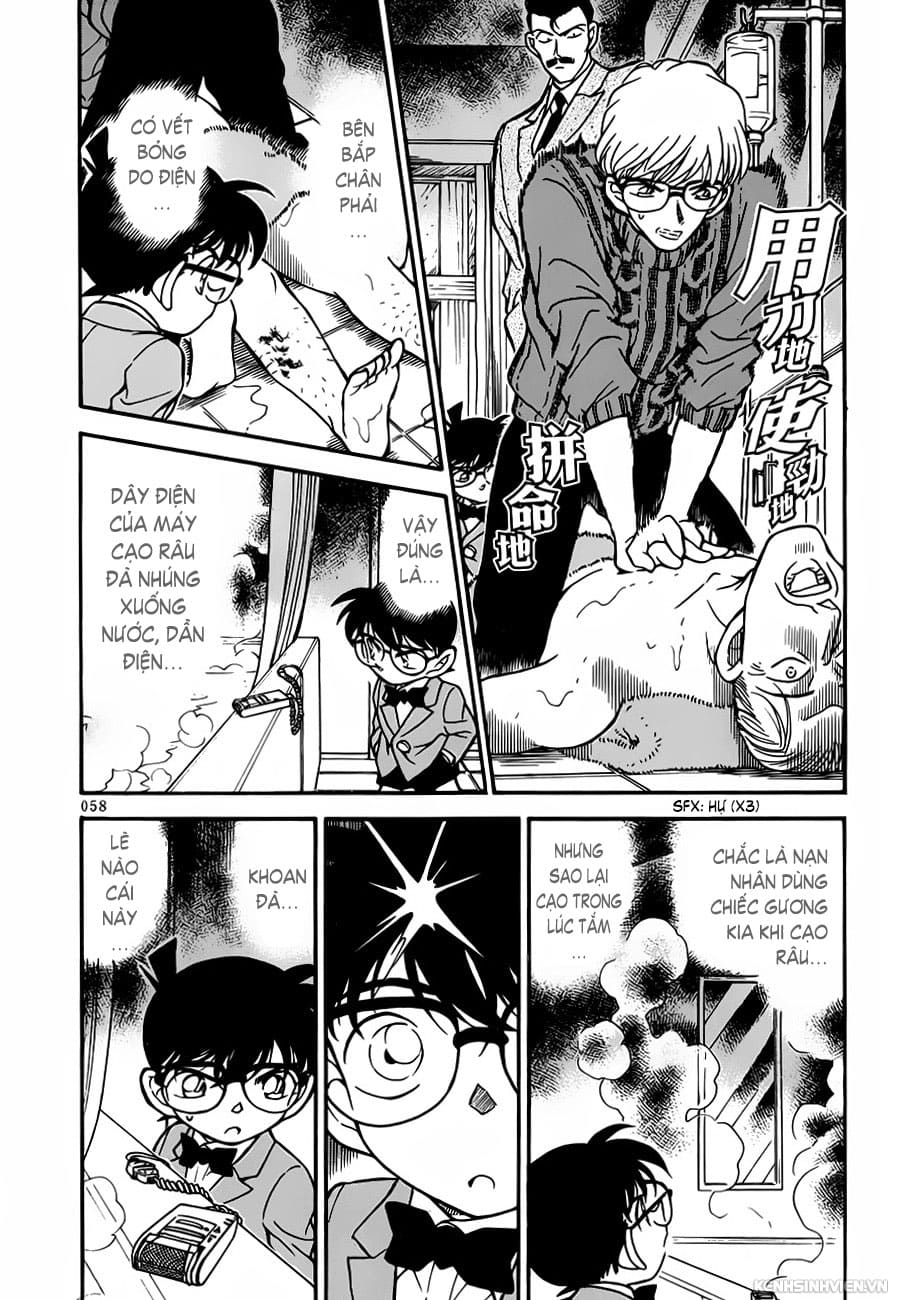 用力地
使勁地
拼命地
BÊN
BẮP
CHÂN
PHẢI
...
CÓ VẾT
BỎNG
DO ĐIỆN
...
VẬY
ĐÚNG
LÀ...
DÂY ĐIỆN
CỦA MÁY
CẠO RÂU
ĐÃ NHÚNG
XUỐNG
NƯỚC, DẪN
ĐIỆN...
058
SFX: HỰ (X3)
CHẮC LÀ NẠN
NHÂN DÙNG
CHIẾC GƯƠNG
KIA KHI CẠO
RÂU...
NHƯNG
SAO LẠI
CẠO TRONG
LÚC TẮM
...
KHOAN
ĐÃ...
LẼ
NÀO
CÁI
NÀY
...
KENHSINHVIEN.VN